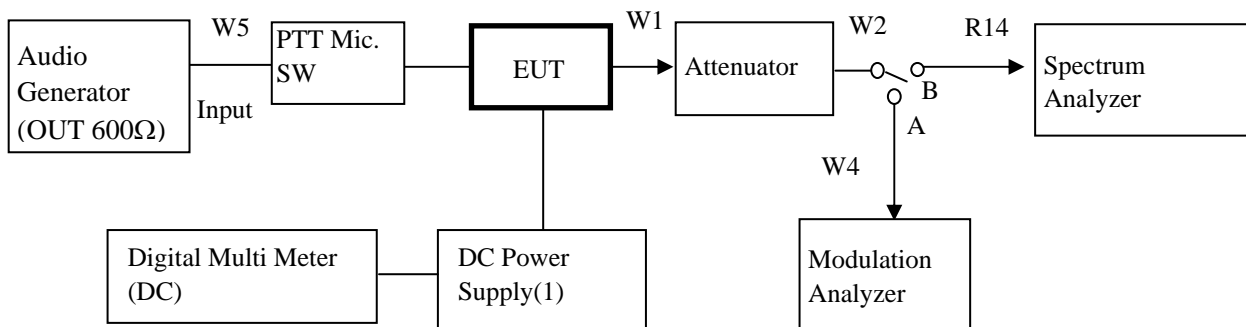 W5
W1
W2
R14
Audio
Generator
(OUT 600Ω)
Input
PTT Mic.
SW
EUT
Attenuator
B
A
Spectrum
Analyzer
W4
Digital Multi Meter
(DC)
DC Power
Supply(1)
Modulation
Analyzer